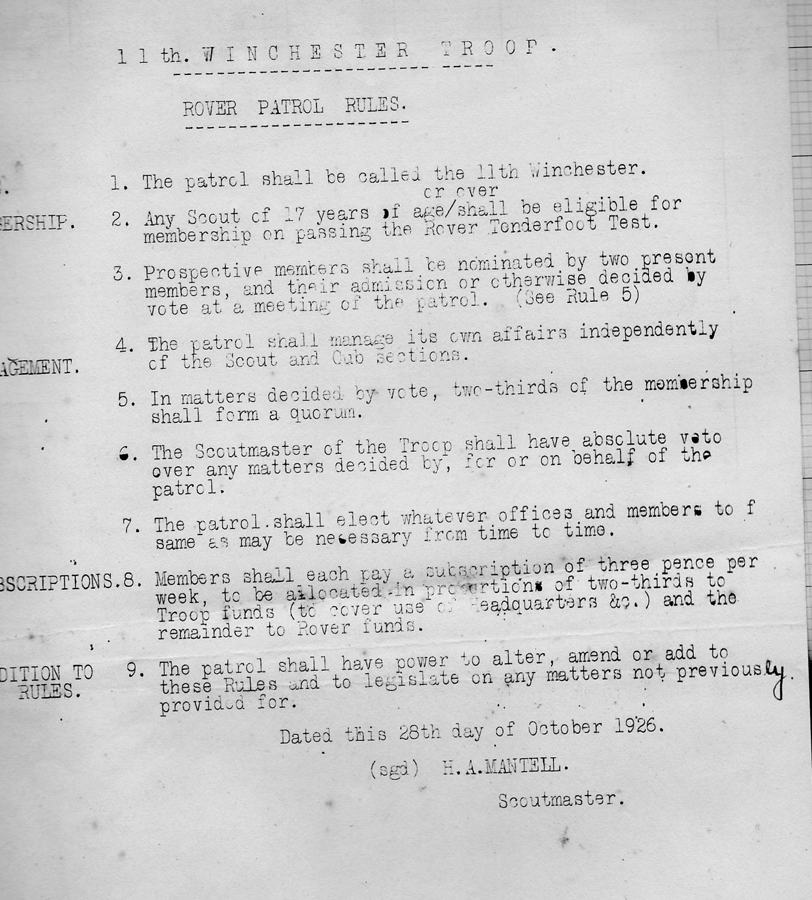 11th. WINCHESTER TROOP.
ROVER PATROL RULES.
1. The patrol shall be called the 11th Winchester.
or over
ERSHIP. 2. Any Scout of 17 years of age/shall be eligible for
membership on passing the Rover Tenderfoot Test.
3. Prospective members shall be nominated by two present
members, and their admission or otherwise decided by
vote at a meeting of the patrol. (See Rule 5)
4. The patrol shall manage its own affairs independently
AGEMENT. of the Scout and Cub sections.
5. In matters decided by vote, two-thirds of the membership
shall form a quorum.
6. The Scoutmaster of the Troop shall have absolute veto
over any matters decided by, for or on behalf of the
patrol.
7. The patrol.shall elect whatever offices and members to f
same as may be necessary from time to time.
BSCRIPTIONS.8. Members shall each pay a subscription of three pence per
week, to be allocated in proportions of two-thirds to
Troop funds (to cover use of Headquarters &c.) and the
remainder to Rover funds.
DITION TO 9. The patrol shall have power to alter, amend or add to
RULES. these Rules and to legislate on any matters not previously.
provided for.
Dated this 28th day of October 1926.
(sgd) H.A.MANTELL.
Scoutmaster.